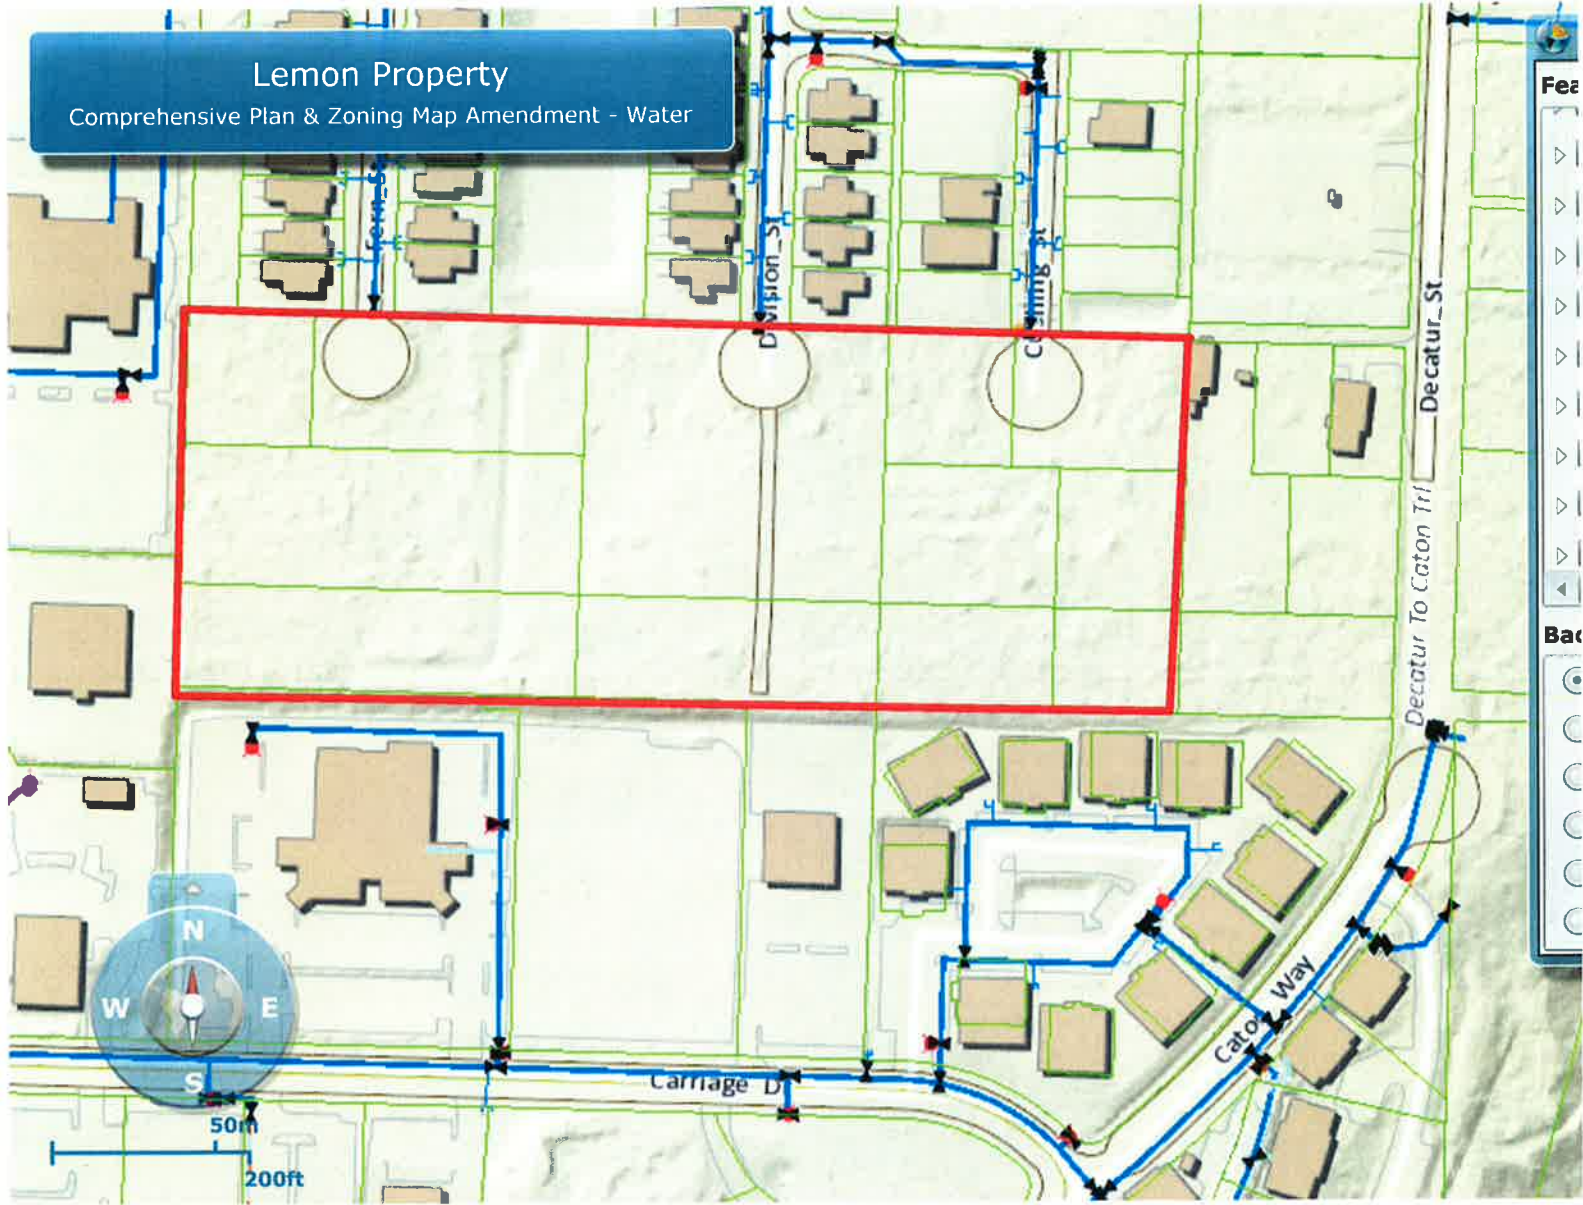 Lemon Property
Comprehensive Plan & Zoning Map Amendment - Water
Fea
Division_St
Decatur_St
Decatur To Caton Trl
Bac
N
W
E
S
Caton Way
Carriage D
50m
200ft